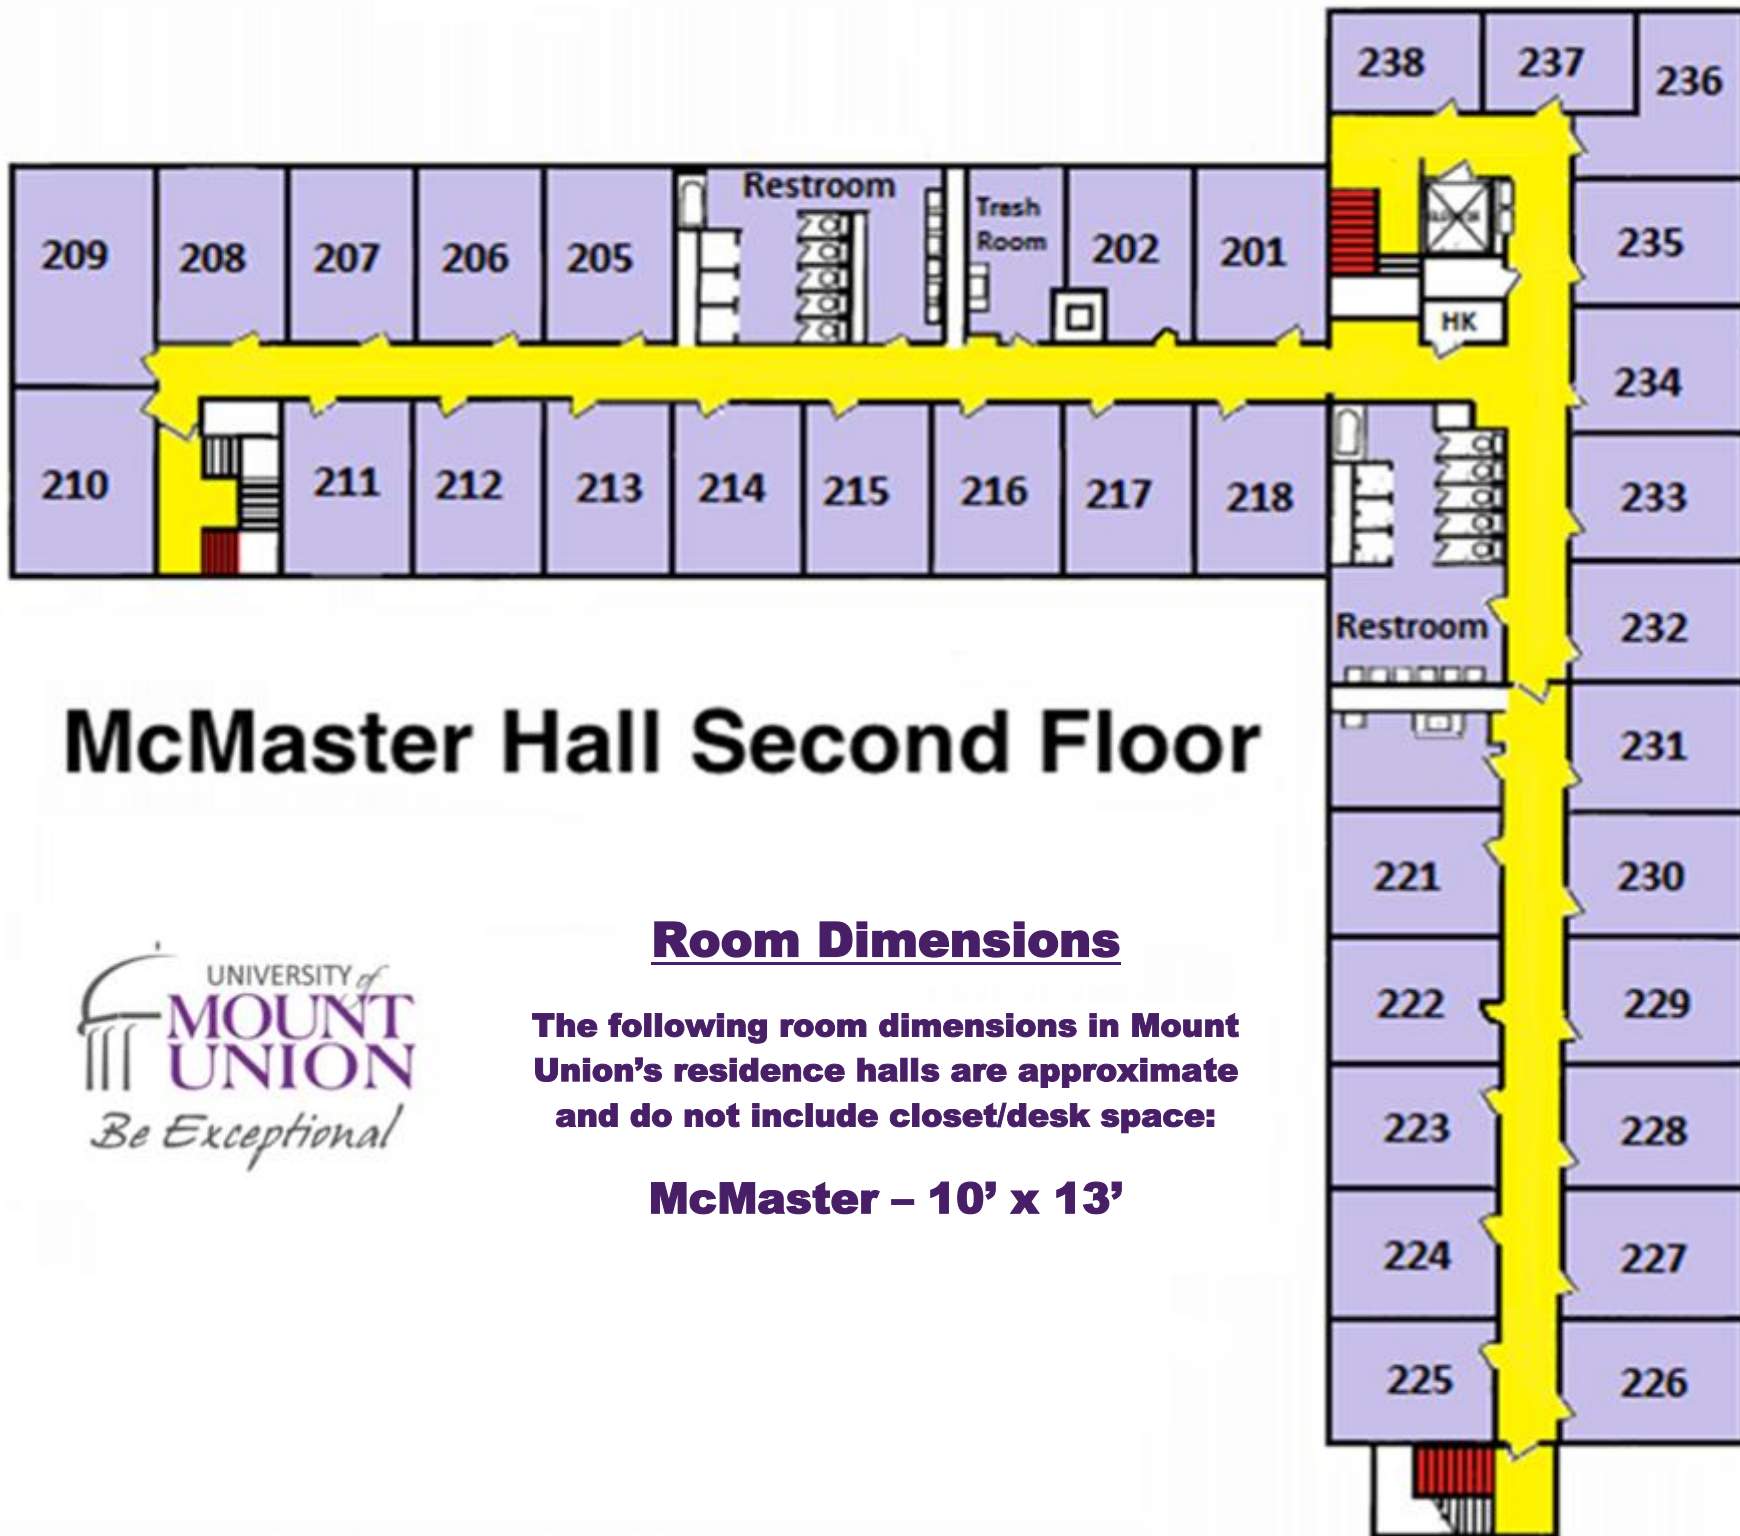 238
237
236
Restroom
Trash
Room
209
208
207
206
205
202
201
235
HK
234
210
211
212
213
214
215
216
217
218
233
Restroom
232
McMaster Hall Second Floor
231
221
230
222
229
223
228
224
227
225
226
UNIVERSITY of
MOUNT
UNION
Be Exceptional
Room Dimensions
The following room dimensions in Mount
Union’s residence halls are approximate
and do not include closet/desk space:
McMaster – 10’ x 13’